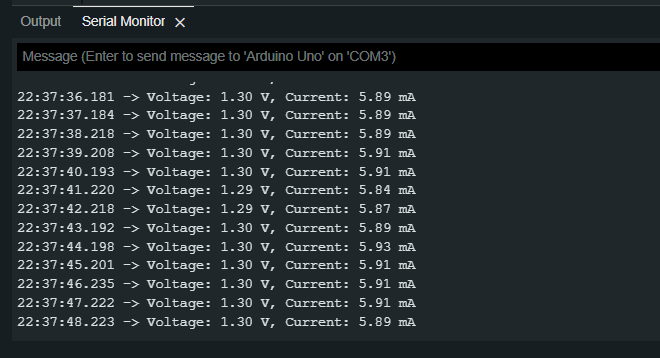 Output Serial Monitor ×
Message (Enter to send message to 'Arduino Uno' on 'COM3')
22:37:36.181 -> Voltage: 1.30 V, Current: 5.89 mA
22:37:37.184 -> Voltage: 1.30 V, Current: 5.89 mA
22:37:38.218 -> Voltage: 1.30 V, Current: 5.89 mA
22:37:39.208 -> Voltage: 1.30 V, Current: 5.91 mA
22:37:40.193 -> Voltage: 1.30 V, Current: 5.91 mA
22:37:41.220 -> Voltage: 1.29 V, Current: 5.84 mA
22:37:42.218 -> Voltage: 1.29 V, Current: 5.87 mA
22:37:43.192 -> Voltage: 1.30 V, Current: 5.89 mA
22:37:44.198 -> Voltage: 1.30 V, Current: 5.93 mA
22:37:45.201 -> Voltage: 1.30 V, Current: 5.91 mA
22:37:46.235 -> Voltage: 1.30 V, Current: 5.91 mA
22:37:47.222 -> Voltage: 1.30 V, Current: 5.91 mA
22:37:48.223 -> Voltage: 1.30 V, Current: 5.89 mA